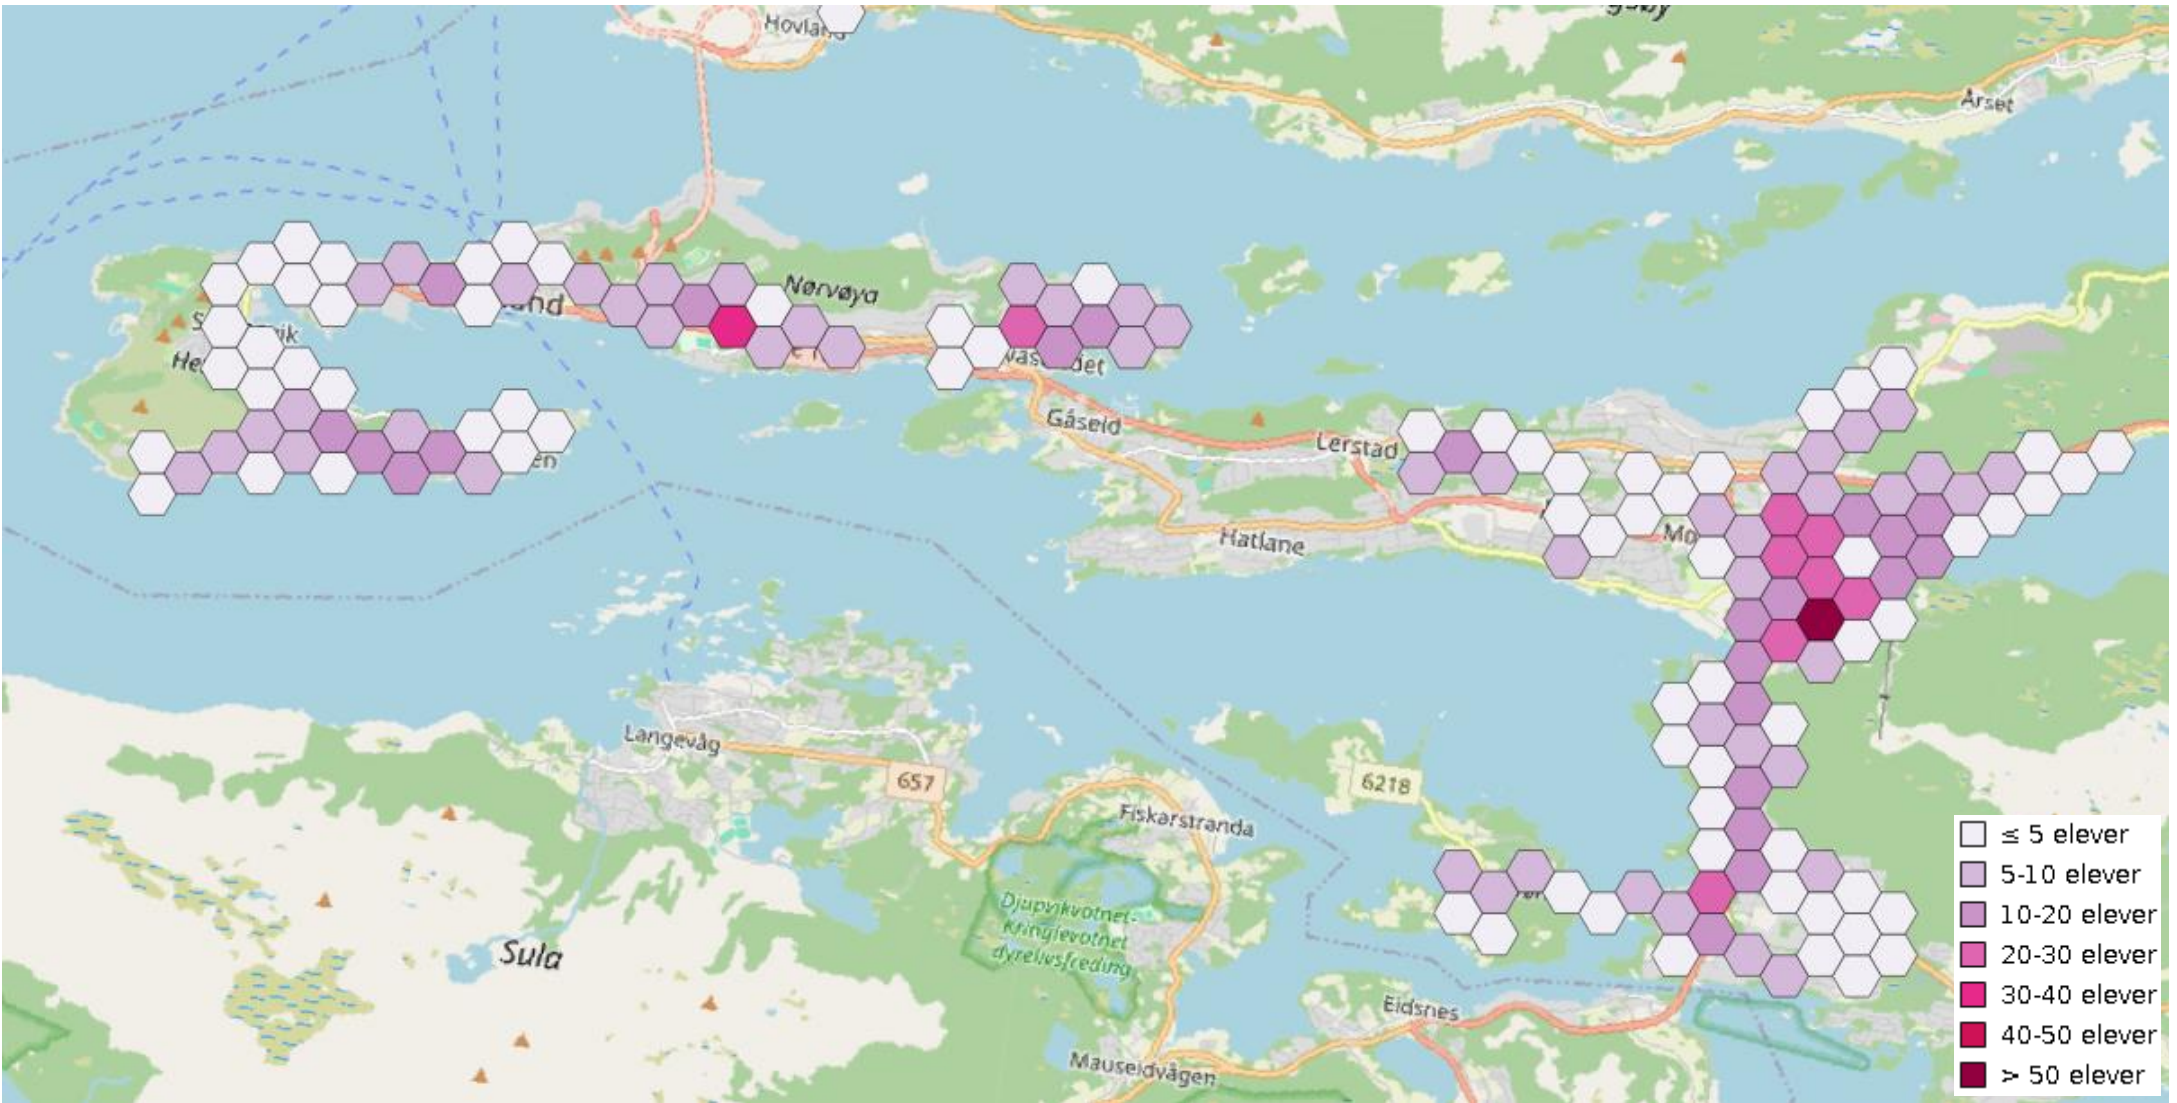 Hovland
Årset
Nørvøya
Gåseid
Lerstad
Hatlane
Langevåg
657
6218
Fiskarstranda
Djupvikvotnet-
Kringlevotnet
dyrelivsfreding
Sula
Eidsnes
Mauseidvågen
≤ 5 elever
5-10 elever
10-20 elever
20-30 elever
30-40 elever
40-50 elever
> 50 elever